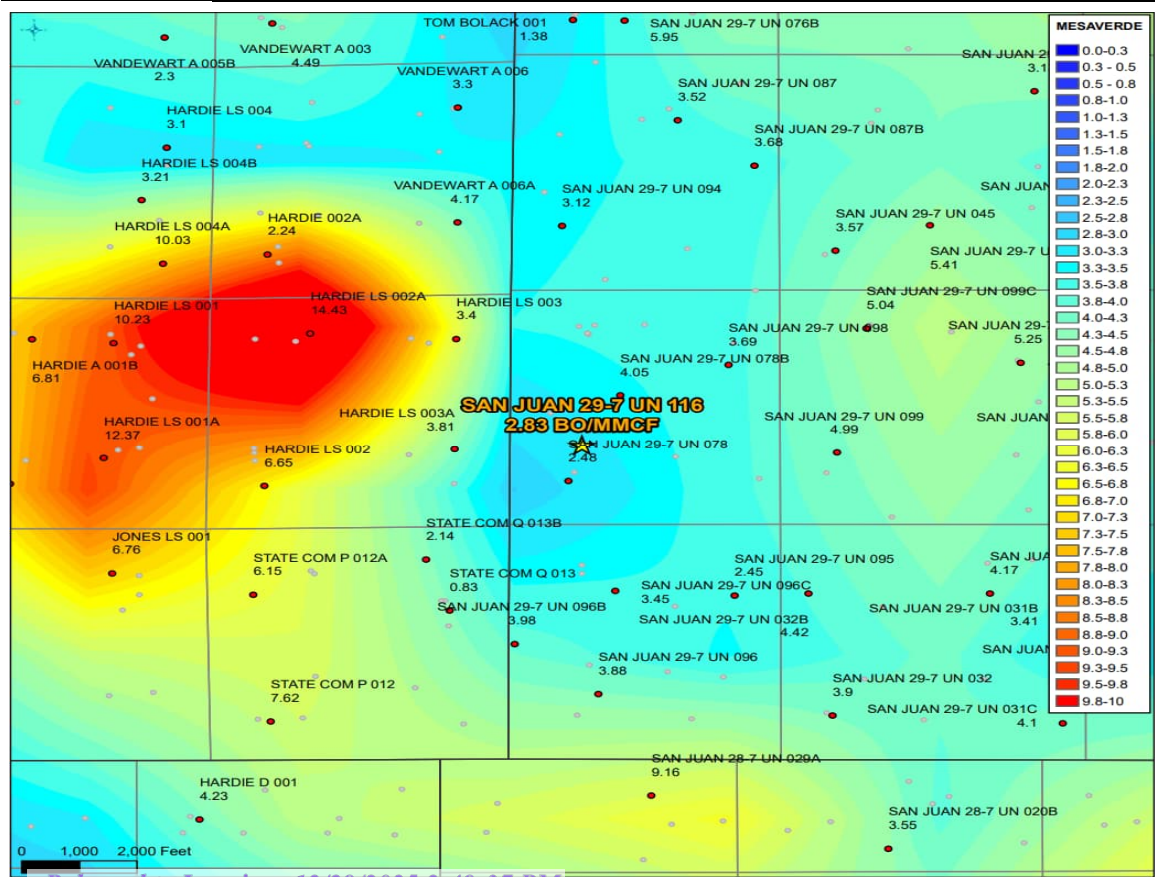 TOM BOLACK 001
1.38
SAN JUAN 29-7 UN 076B
5.95
MESAVERDE
VANDEWART A 003
4.49
VANDEWART A 005B
2.3
VANDEWART A 006
3.3
SAN JUAN 29-7 UN 087
3.52
3.1
HARDIE LS 004
3.1
SAN JUAN 29-7 UN 087B
3.68
HARDIE LS 004B
3.21
VANDEWART A 006A
4.17
SAN JUAN 29-7 UN 094
3.12
SAN JUAN
HARDIE LS 004A
10.03
HARDIE 002A
2.24
SAN JUAN 29-7 UN 045
3.57
SAN JUAN 29-7 U
5.41
HARDIE LS 001
10.23
HARDIE LS 002A
14.43
HARDIE LS 003
3.4
SAN JUAN 29-7 UN 099C
5.04
SAN JUAN 29-7 UN 098
3.69
SAN JUAN 29-7
5.25
HARDIE A 001B
6.81
SAN JUAN 29-7 UN 078B
4.05
SAN JUAN 29-7 UN 116
2.83 BO/MMCF
HARDIE LS 001A
12.37
HARDIE LS 003A
3.81
SAN JUAN 29-7 UN 099
4.99
SAN JUAN
HARDIE LS 002
6.65
SAN JUAN 29-7 UN 078
2.48
JONES LS 001
6.76
STATE COM Q 013B
2.14
STATE COM P 012A
6.15
STATE COM Q 013
0.83
SAN JUAN 29-7 UN 095
2.45
4.17
SAN JUAN 29-7 UN 096C
3.45
SAN JUAN 29-7 UN 096B
3.98
SAN JUAN 29-7 UN 032B
4.42
SAN JUAN 29-7 UN 031B
3.41
SAN JUAN 29-7 UN 096
3.88
STATE COM P 012
7.62
SAN JUAN 29-7 UN 032
3.9
SAN JUAN 29-7 UN 031C
4.1
SAN JUAN 28-7 UN 029A
9.16
HARDIE D 001
4.23
SAN JUAN 28-7 UN 020B
3.55
0 1,000 2,000 Feet
0.0-0.3
0.3 - 0.5
0.5 - 0.8
0.8-1.0
1.0-1.3
1.3-1.5
1.5-1.8
1.8-2.0
2.0-2.3
2.3-2.5
2.5-2.8
2.8-3.0
3.0-3.3
3.3-3.5
3.5-3.8
3.8-4.0
4.0-4.3
4.3-4.5
4.5-4.8
4.8-5.0
5.0-5.3
5.3-5.5
5.5-5.8
5.8-6.0
6.0-6.3
6.3-6.5
6.5-6.8
6.8-7.0
7.0-7.3
7.3-7.5
7.5-7.8
7.8-8.0
8.0-8.3
8.3-8.5
8.5-8.8
8.8-9.0
9.0-9.3
9.3-9.5
9.5-9.8
9.8-10